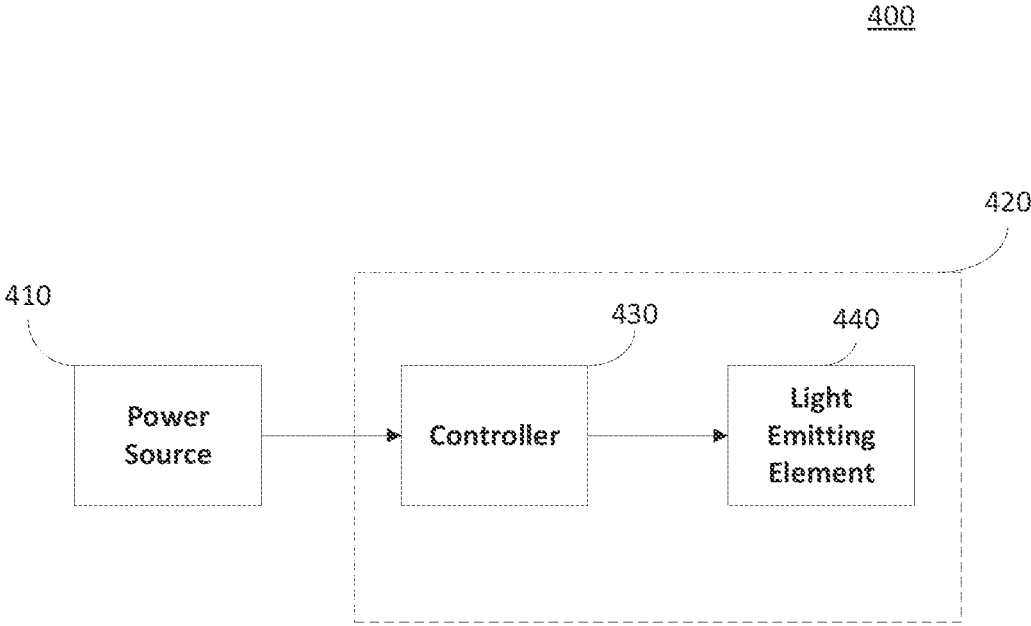 400
420
410
430
440
Power
Source
Controller
Light
Emitting
Element